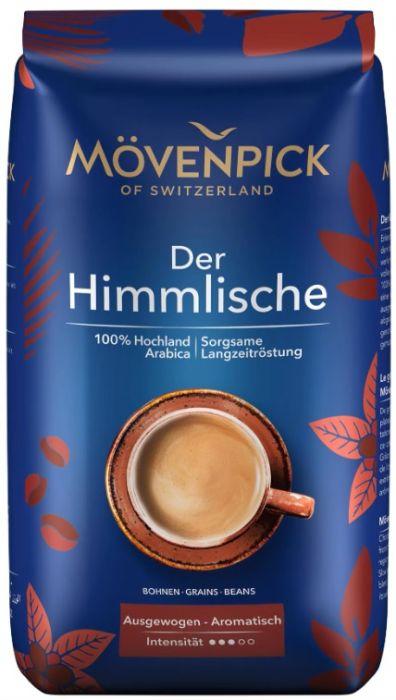 MÖVENPICK
OF SWITZERLAND
Der
Himmlische
100% Hochland Arabica | Sorgsame Langzeitröstung
BOHNEN · GRAINS · BEANS
Ausgewogen - Aromatisch
Intensität